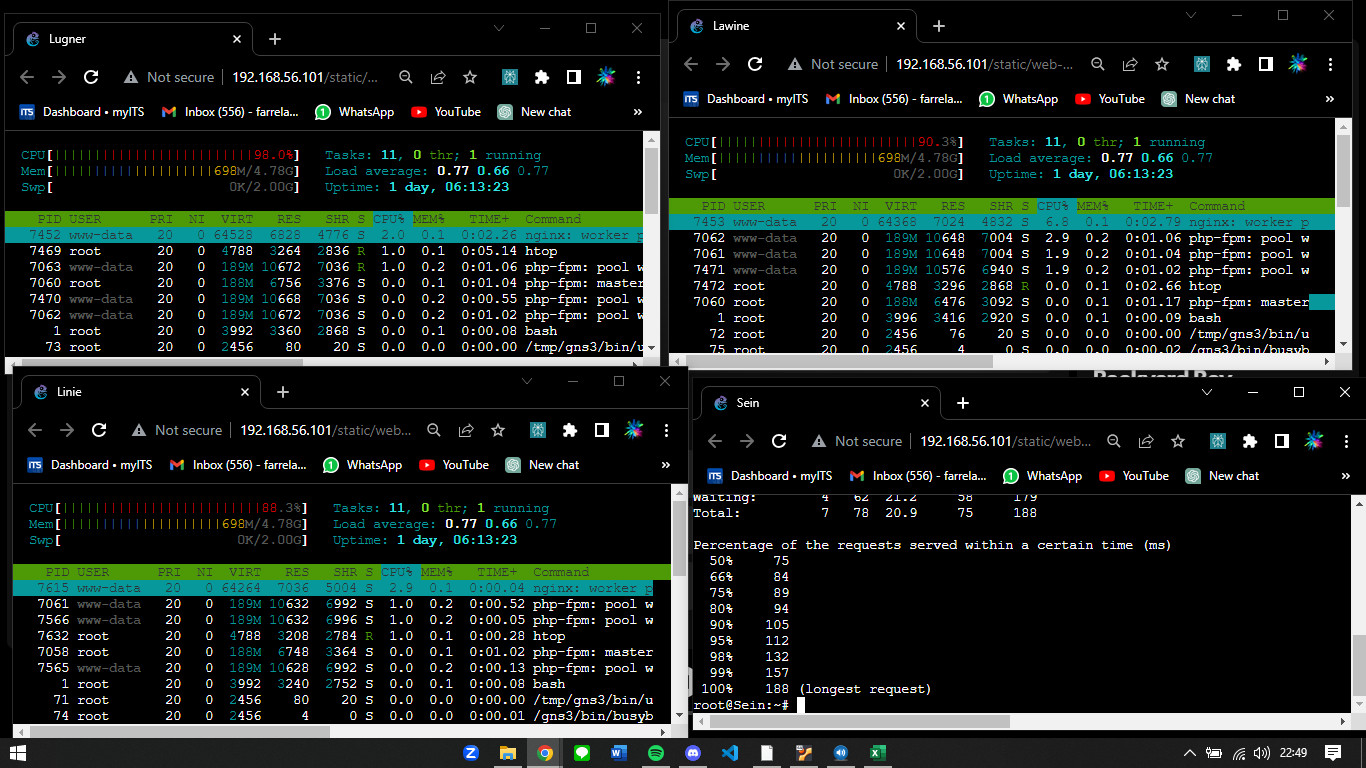 Lugner
Not secure 192.168.56.101/static/...
Dashboard • myITS Inbox (556) - farrela... WhatsApp YouTube New chat »
CPU[||||||||||||||||||||||||98.0%] Tasks: 11, 0 thr; 1 running
Mem[||||||||||||||||||||698M/4.78G] Load average: 0.77 0.66 0.77
Swp[ 0K/2.00G] Uptime: 1 day, 06:13:23
PID USER PRI NI VIRT RES SHR S CPU% MEM% TIME+ Command
7452 www-data 20 0 64528 6828 4776 S 2.0 0.1 0:02.26 nginx: worker p
7469 root 20 0 4788 3264 2836 R 1.0 0.1 0:05.14 htop
7063 www-data 20 0 189M 10672 7036 R 1.0 0.2 0:01.06 php-fpm: pool w
7060 root 20 0 188M 6756 3376 S 0.0 0.1 0:01.04 php-fpm: master
7470 www-data 20 0 189M 10668 7036 S 0.0 0.2 0:00.55 php-fpm: pool w
7062 www-data 20 0 189M 10672 7036 S 0.0 0.2 0:01.02 php-fpm: pool w
1 root 20 0 3992 3360 2868 S 0.0 0.1 0:00.08 bash
73 root 20 0 2456 80 20 S 0.0 0.0 0:00.00 /tmp/gns3/bin/u
Lawine
Not secure 192.168.56.101/static/web-...
Dashboard • myITS Inbox (556) - farrela... WhatsApp YouTube New chat »
CPU[||||||||||||||||||||||||90.3%] Tasks: 11, 0 thr; 1 running
Mem[||||||||||||||||||||698M/4.78G] Load average: 0.77 0.66 0.77
Swp[ 0K/2.00G] Uptime: 1 day, 06:13:23
PID USER PRI NI VIRT RES SHR S CPU% MEM% TIME+ Command
7453 www-data 20 0 64368 7024 4832 S 6.8 0.1 0:02.79 nginx: worker p
7062 www-data 20 0 189M 10648 7004 S 2.9 0.2 0:01.06 php-fpm: pool w
7061 www-data 20 0 189M 10648 7004 S 1.9 0.2 0:01.04 php-fpm: pool w
7471 www-data 20 0 189M 10576 6940 S 1.9 0.2 0:01.02 php-fpm: pool w
7472 root 20 0 4788 3296 2868 R 0.0 0.1 0:02.66 htop
7060 root 20 0 188M 6476 3092 S 0.0 0.1 0:01.17 php-fpm: master
1 root 20 0 3996 3416 2920 S 0.0 0.1 0:00.09 bash
72 root 20 0 2456 76 20 S 0.0 0.0 0:00.00 /tmp/gns3/bin/u
75 root 20 0 2456 4 0 S 0.0 0.0 0:00.02 /gns3/bin/busyb
Linie
Not secure 192.168.56.101/static/web...
Dashboard • myITS Inbox (556) - farrela... WhatsApp YouTube New chat »
CPU[||||||||||||||||||||||||88.3%] Tasks: 11, 0 thr; 1 running
Mem[||||||||||||||||||||698M/4.78G] Load average: 0.77 0.66 0.77
Swp[ 0K/2.00G] Uptime: 1 day, 06:13:23
PID USER PRI NI VIRT RES SHR S CPU% MEM% TIME+ Command
7615 www-data 20 0 64264 7036 5004 S 2.9 0.1 0:00.04 nginx: worker p
7061 www-data 20 0 189M 10632 6992 S 1.0 0.2 0:00.52 php-fpm: pool w
7566 www-data 20 0 189M 10632 6996 S 1.0 0.2 0:00.05 php-fpm: pool w
7632 root 20 0 4788 3208 2784 R 1.0 0.1 0:00.28 htop
7058 root 20 0 188M 6748 3364 S 0.0 0.1 0:01.02 php-fpm: master
7565 www-data 20 0 189M 10628 6992 S 0.0 0.2 0:00.13 php-fpm: pool w
1 root 20 0 3992 3240 2752 S 0.0 0.1 0:00.08 bash
71 root 20 0 2456 80 20 S 0.0 0.0 0:00.00 /tmp/gns3/bin/u
74 root 20 0 2456 4 0 S 0.0 0.0 0:00.01 /gns3/bin/busyb
Sein
Not secure 192.168.56.101/static/web...
Dashboard • myITS Inbox (556) - farrela... WhatsApp YouTube New chat »
Waiting: 4 62 21.2 58 179
Total: 7 78 20.9 75 188
Percentage of the requests served within a certain time (ms)
50% 75
66% 84
75% 89
80% 94
90% 105
95% 112
98% 132
99% 157
100% 188 (longest request)
root@Sein:~#
22:49